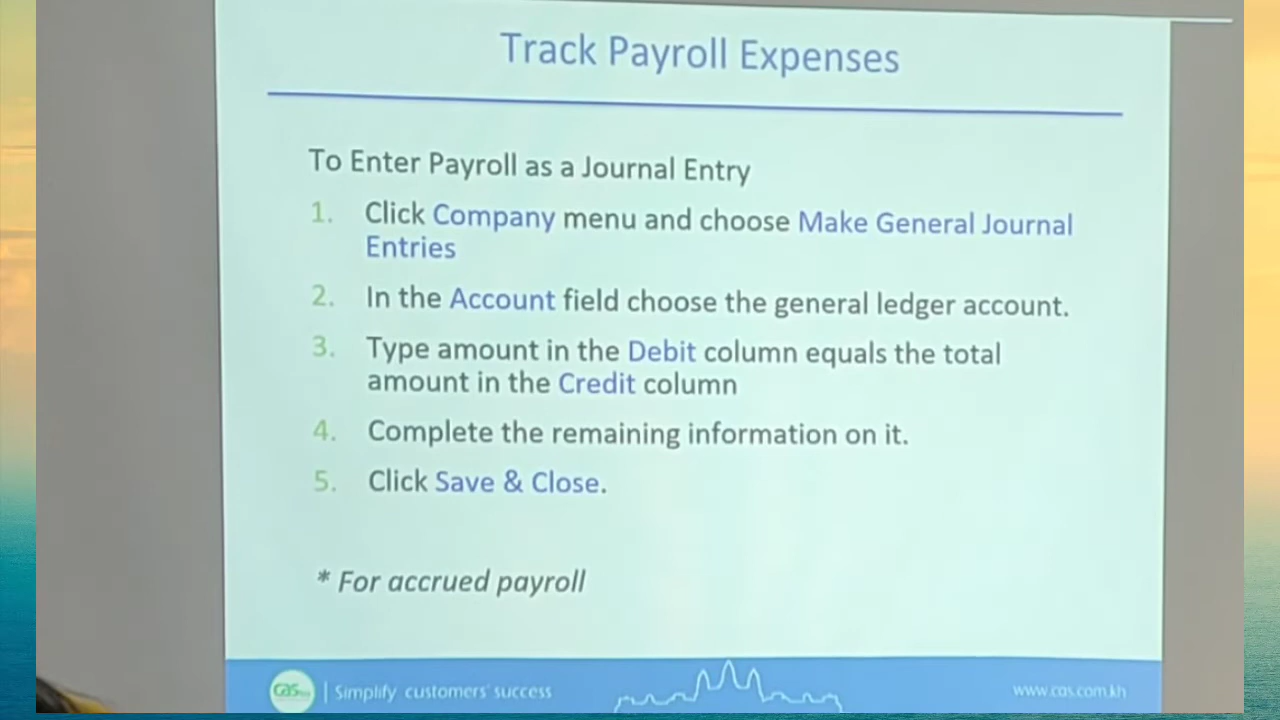 Track Payroll Expenses
To Enter Payroll as a Journal Entry
1. Click Company menu and choose Make General Journal
Entries
2. In the Account field choose the general ledger account.
3. Type amount in the Debit column equals the total
amount in the Credit column
4. Complete the remaining information on it.
5. Click Save & Close.
* For accrued payroll
cas
Simplify customers' success
www.cas.com.kh